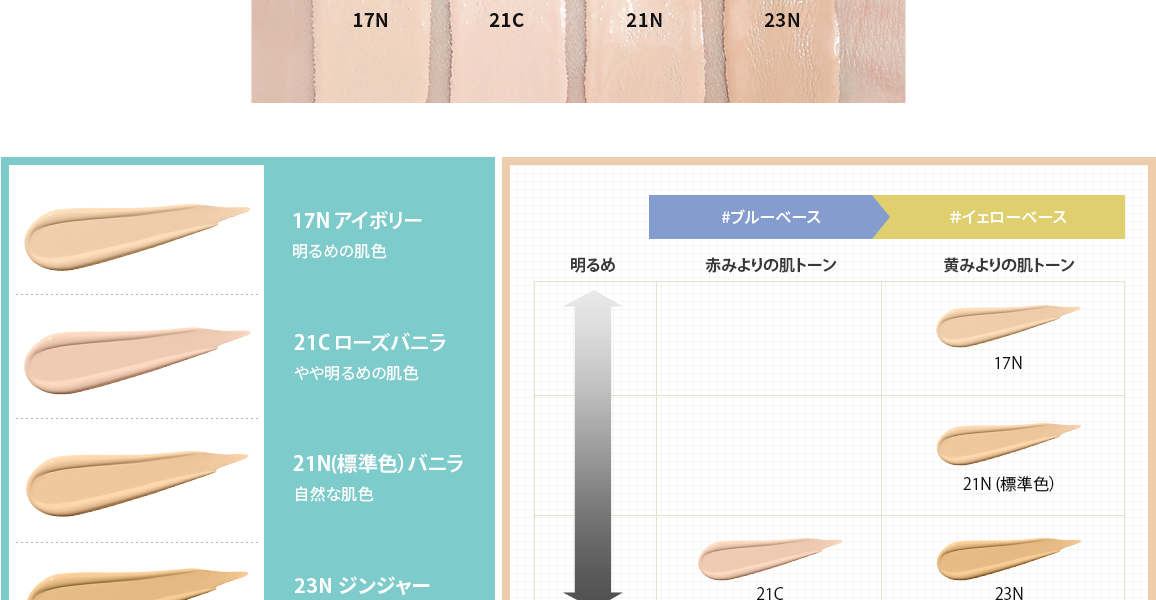 17N
21C
21N
23N
17N アイボリー
明るめの肌色
21C ローズバニラ
やや明るめの肌色
21N(標準色) バニラ
自然な肌色
23N ジンジャー
#ブルーベース
#イェローベース
明るめ
赤みよりの肌トーン
黄みよりの肌トーン
17N
21N (標準色)
21C
23N